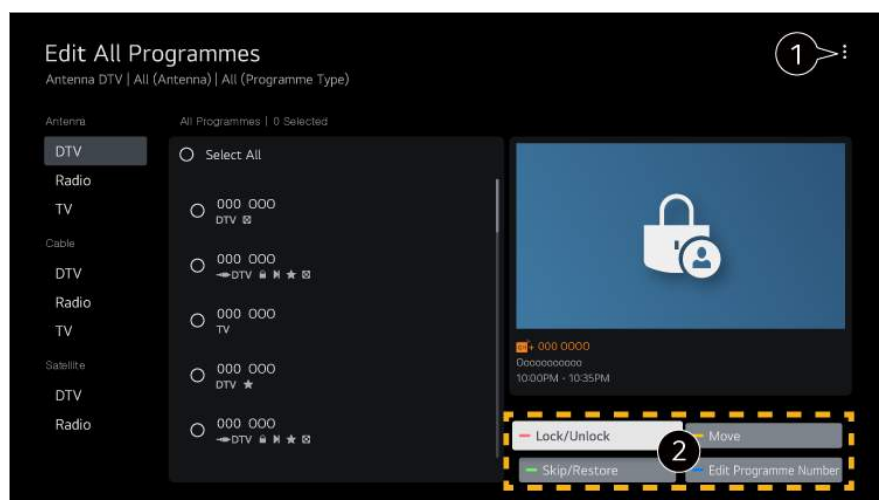 Edit All Programmes
1
Antenna DTV | All (Antenna) | All (Programme Type)
Antenna
DTV
Radio
TV
Cable
DTV
Radio
TV
Satellite
DTV
Radio
All Programmes | 0 Selected
Select All
000 000
DTV
000 000
DTV
000 000
TV
000 000
DTV
000 000
DTV
+ 000 0000
Ooooooooooo
10:00PM - 10:35PM
Lock/Unlock
Move
2
Skip/Restore
Edit Programme Number